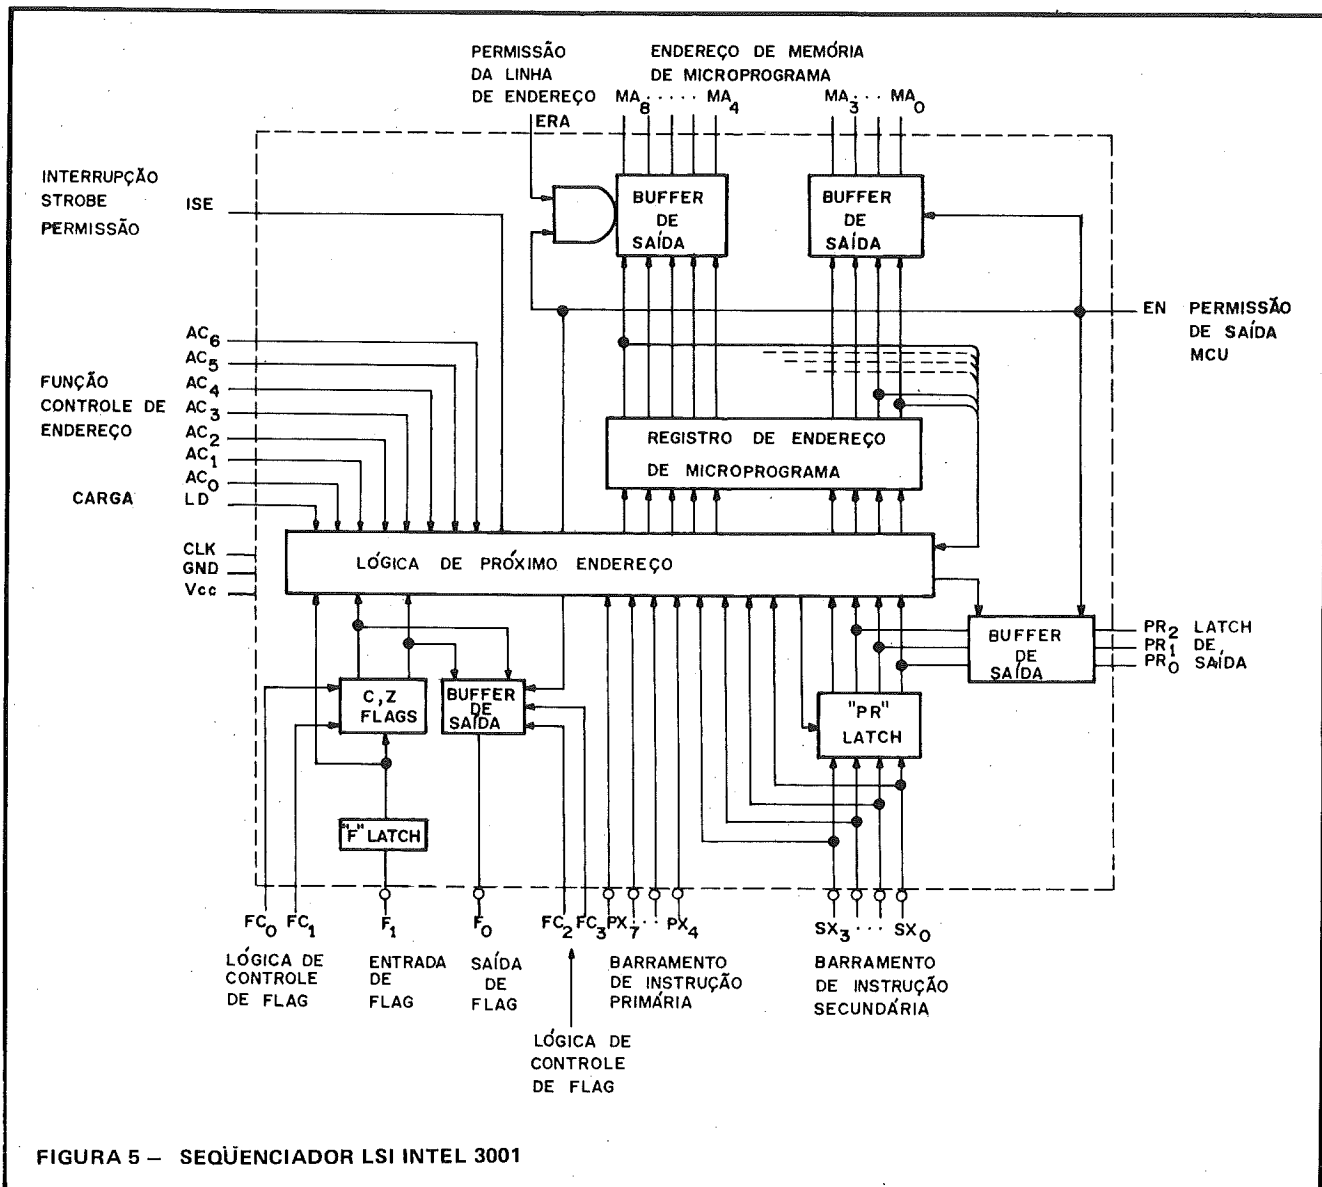 PERMISSÃO
DA LINHA
DE ENDEREÇO
ERA
ENDEREÇO DE MEMÓRIA
DE MICROPROGRAMA
MA8 ····· MA4
MA3 ··· MA0
INTERRUPÇÃO
STROBE
PERMISSÃO
ISE
BUFFER
DE
SAÍDA
BUFFER
DE
SAÍDA
EN PERMISSÃO
DE SAÍDA
MCU
FUNÇÃO
CONTROLE DE
ENDEREÇO
AC6
AC5
AC4
AC3
AC2
AC1
AC0
CARGA LD
CLK
GND
Vcc
REGISTRO DE ENDEREÇO
DE MICROPROGRAMA
LÓGICA DE PRÓXIMO ENDEREÇO
BUFFER
DE
SAÍDA
PR2 LATCH
PR1 DE
PR0 SAÍDA
C,Z
FLAGS
BUFFER
DE
SAÍDA
"PR"
LATCH
"F" LATCH
FC0 FC1
F1
F0
FC2 FC3 PX7 ·· PX4
SX3 ··· SX0
LÓGICA DE
CONTROLE
DE FLAG
ENTRADA
DE
FLAG
SAÍDA
DE
FLAG
BARRAMENTO
DE INSTRUÇÃO
PRIMÁRIA
BARRAMENTO
DE INSTRUÇÃO
SECUNDÁRIA
LÓGICA DE
CONTROLE
DE FLAG
FIGURA 5 — SEQÜENCIADOR LSI INTEL 3001